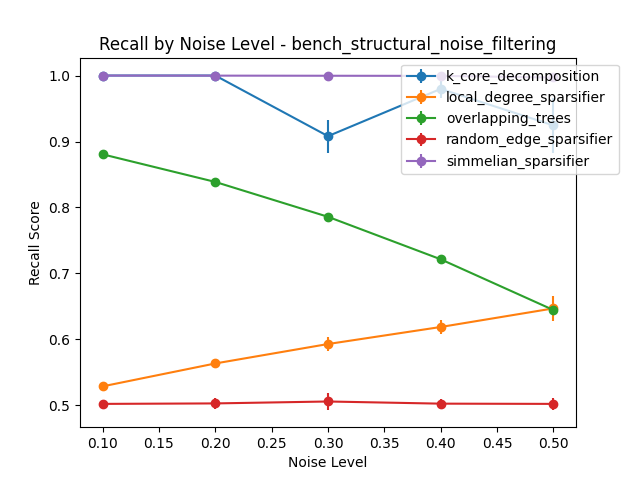 Recall by Noise Level - bench_structural_noise_filtering
k_core_decomposition
local_degree_sparsifier
overlapping_trees
random_edge_sparsifier
simmelian_sparsifier
Recall Score
1.0
0.9
0.8
0.7
0.6
0.5
0.10 0.15 0.20 0.25 0.30 0.35 0.40 0.45 0.50
Noise Level